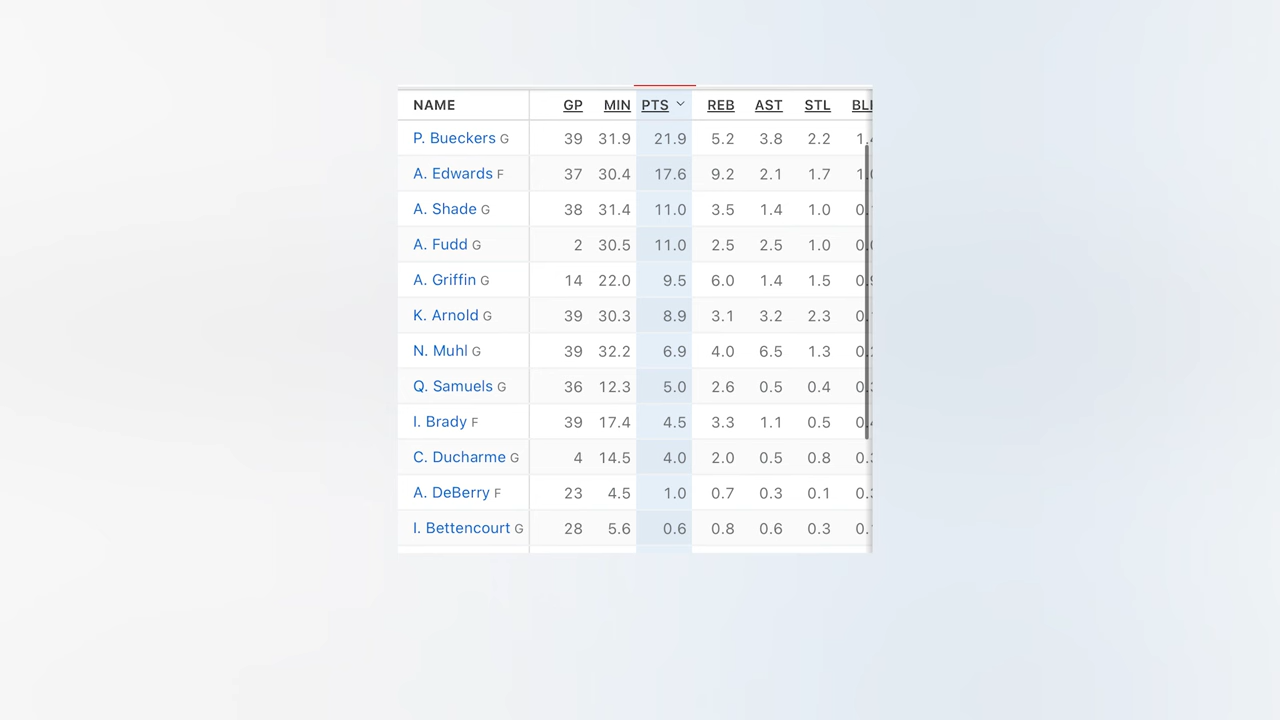 NAME GP MIN PTS REB AST STL
P. Bueckers G 39 31.9 21.9 5.2 3.8 2.2
A. Edwards F 37 30.4 17.6 9.2 2.1 1.7
A. Shade G 38 31.4 11.0 3.5 1.4 1.0
A. Fudd G 2 30.5 11.0 2.5 2.5 1.0
A. Griffin G 14 22.0 9.5 6.0 1.4 1.5
K. Arnold G 39 30.3 8.9 3.1 3.2 2.3
N. Muhl G 39 32.2 6.9 4.0 6.5 1.3
Q. Samuels G 36 12.3 5.0 2.6 0.5 0.4
I. Brady F 39 17.4 4.5 3.3 1.1 0.5
C. Ducharme G 4 14.5 4.0 2.0 0.5 0.8
A. DeBerry F 23 4.5 1.0 0.7 0.3 0.1
I. Bettencourt G 28 5.6 0.6 0.8 0.6 0.3